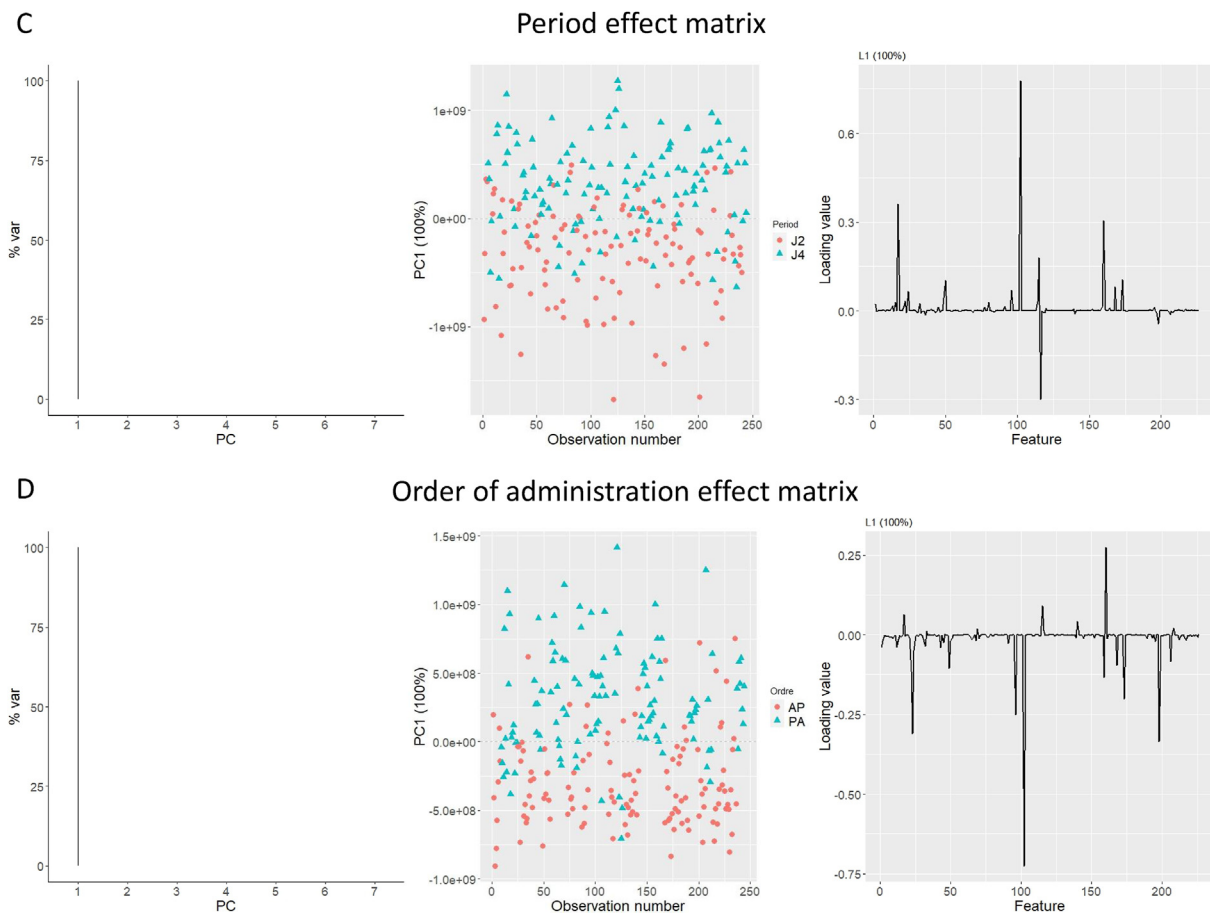 C
Period effect matrix
100
75
50
25
0
% var
1 2 3 4 5 6 7
PC
1e+09
0e+00
-1e+09
PC1 (100%)
0 50 100 150 200 250
Observation number
Period
J2
J4
L1 (100%)
0.6
0.3
0.0
-0.3
Loading value
0 50 100 150 200
Feature
D
Order of administration effect matrix
100
75
50
25
0
% var
1 2 3 4 5 6 7
PC
1.5e+09
1.0e+09
5.0e+08
0.0e+00
-5.0e+08
-1.0e+09
PC1 (100%)
0 50 100 150 200 250
Observation number
Ordre
AP
PA
L1 (100%)
0.25
0.00
-0.25
-0.50
-0.75
Loading value
0 50 100 150 200
Feature